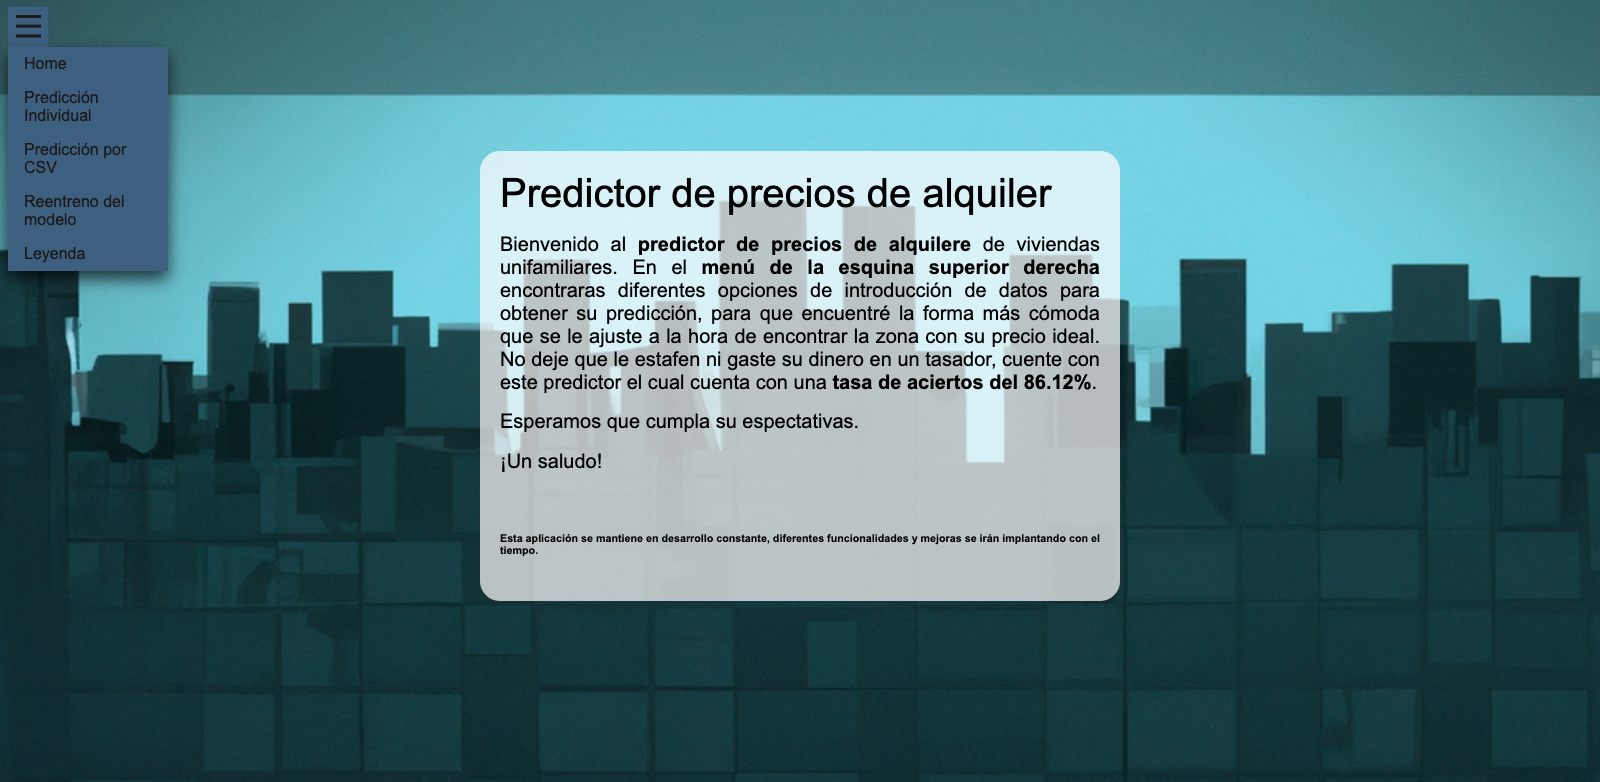 Home
Predicción
Individual
Predicción por
CSV
Reentreno del
modelo
Leyenda
Predictor de precios de alquiler
Bienvenido al predictor de precios de alquilere de viviendas
unifamiliares. En el menú de la esquina superior derecha
encontraras diferentes opciones de introducción de datos para
obtener su predicción, para que encuentré la forma más cómoda
que se le ajuste a la hora de encontrar la zona con su precio ideal.
No deje que le estafen ni gaste su dinero en un tasador, cuente con
este predictor el cual cuenta con una tasa de aciertos del 86.12%.
Esperamos que cumpla su espectativas.
¡Un saludo!
Esta aplicación se mantiene en desarrollo constante, diferentes funcionalidades y mejoras se irán implantando con el
tiempo.